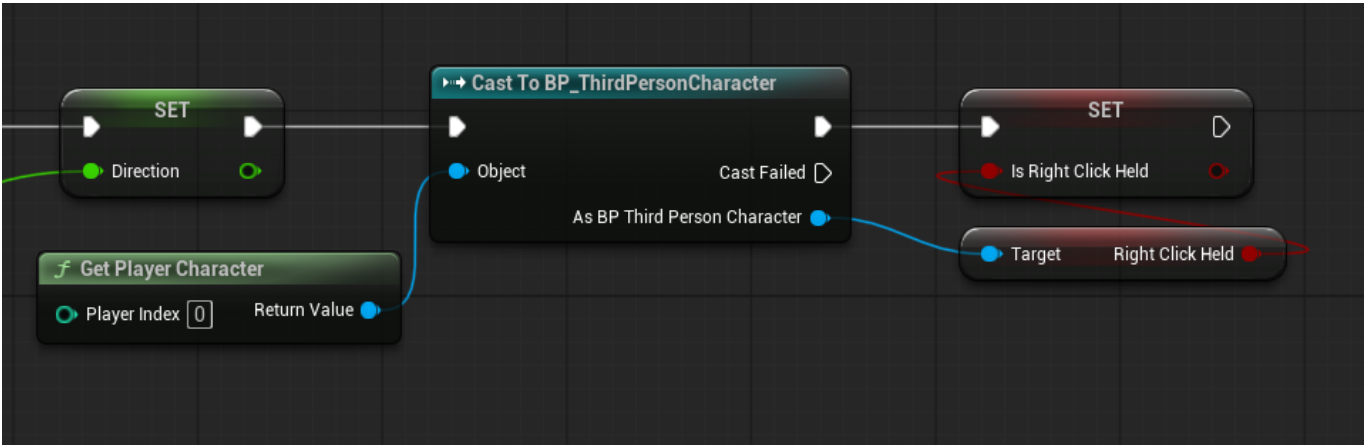 SET
Direction
Cast To BP_ThirdPersonCharacter
Object
Cast Failed
As BP Third Person Character
SET
Is Right Click Held
Target Right Click Held
f Get Player Character
Player Index 0 Return Value